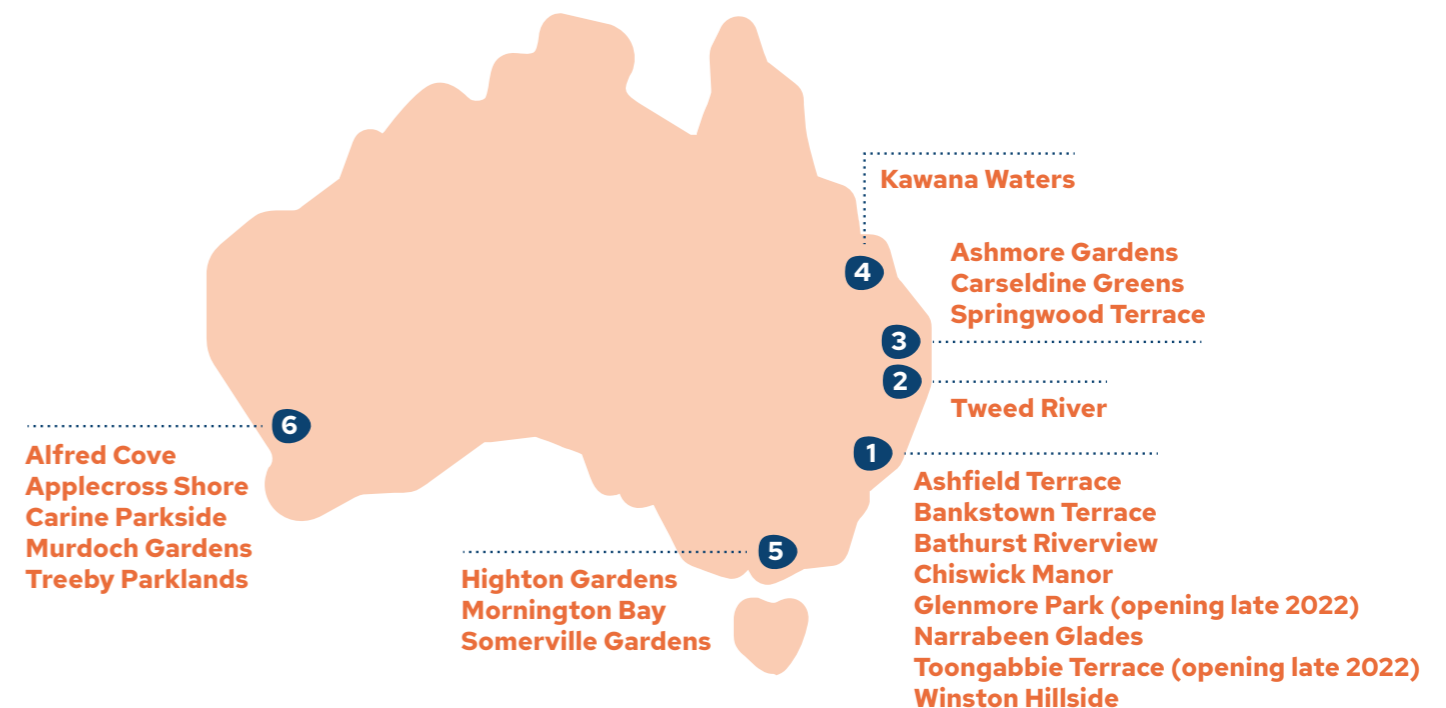 Kawana Waters
4
Ashmore Gardens
Carseldine Greens
Springwood Terrace
3
2
Tweed River
6
Alfred Cove
Applecross Shore
Carine Parkside
Murdoch Gardens
Treeby Parklands
1
Ashfield Terrace
Bankstown Terrace
Bathurst Riverview
Chiswick Manor
Glenmore Park (opening late 2022)
Narrabeen Glades
Toongabbie Terrace (opening late 2022)
Winston Hillside
5
Highton Gardens
Mornington Bay
Somerville Gardens